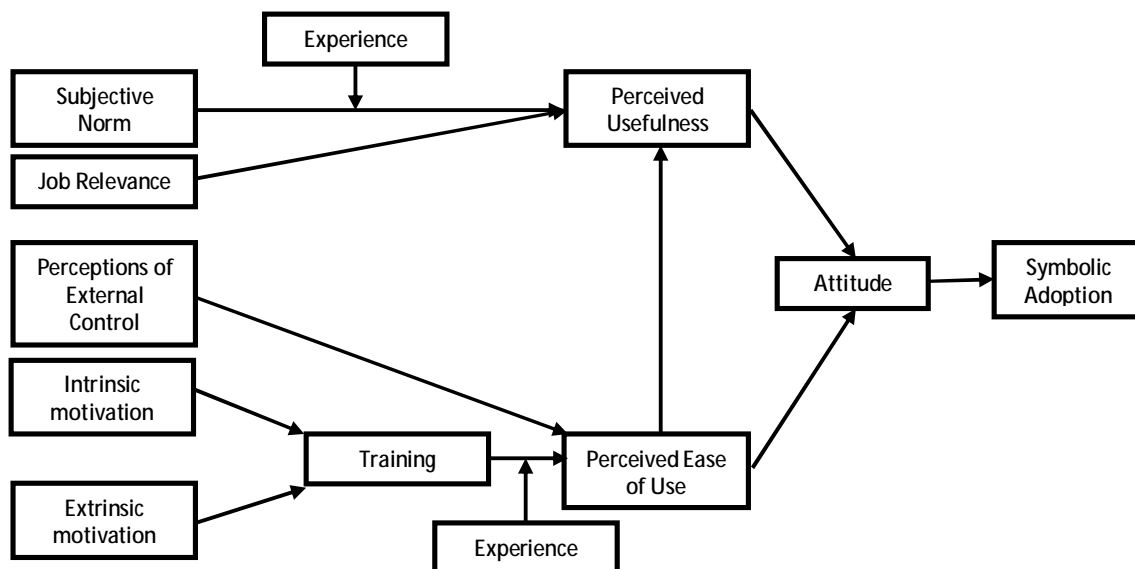 Experience
Subjective
Norm
Perceived
Usefulness
Job Relevance
Perceptions of
External
Control
Attitude
Symbolic
Adoption
Intrinsic
motivation
Training
Perceived Ease
of Use
Extrinsic
motivation
Experience